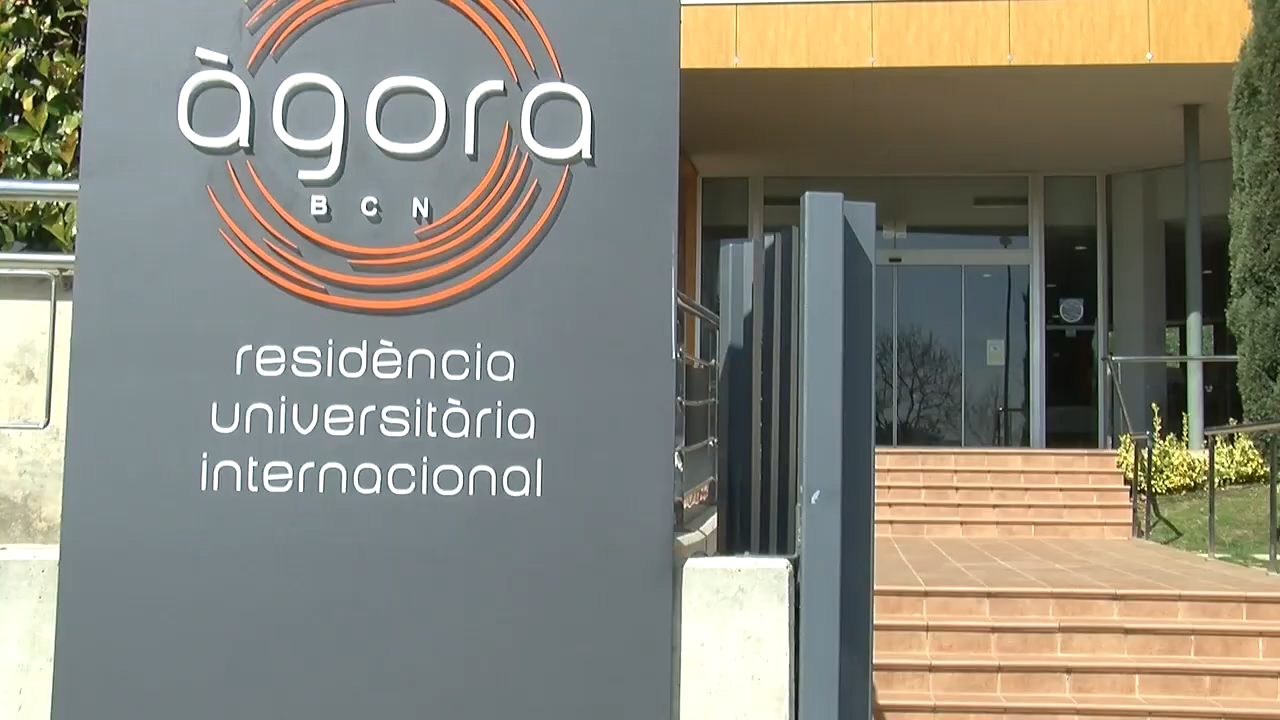 àgora
BCN
residència
universitària
internacional